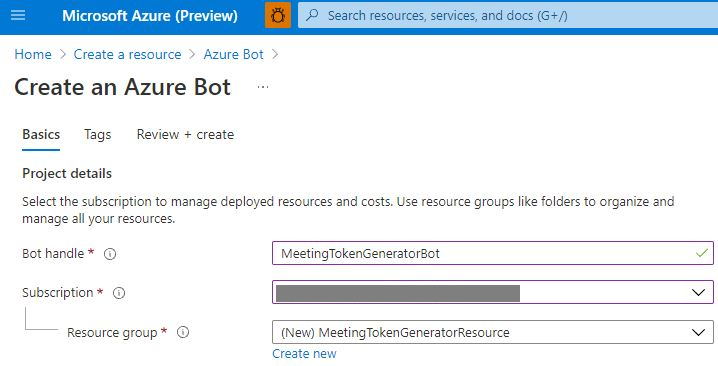 Microsoft Azure (Preview)
Search resources, services, and docs (G+/)
Home > Create a resource > Azure Bot >
Create an Azure Bot ...
Basics Tags Review + create
Project details
Select the subscription to manage deployed resources and costs. Use resource groups like folders to organize and
manage all your resources.
Bot handle * MeetingTokenGeneratorBot
Subscription *
Resource group * (New) MeetingTokenGeneratorResource
Create new